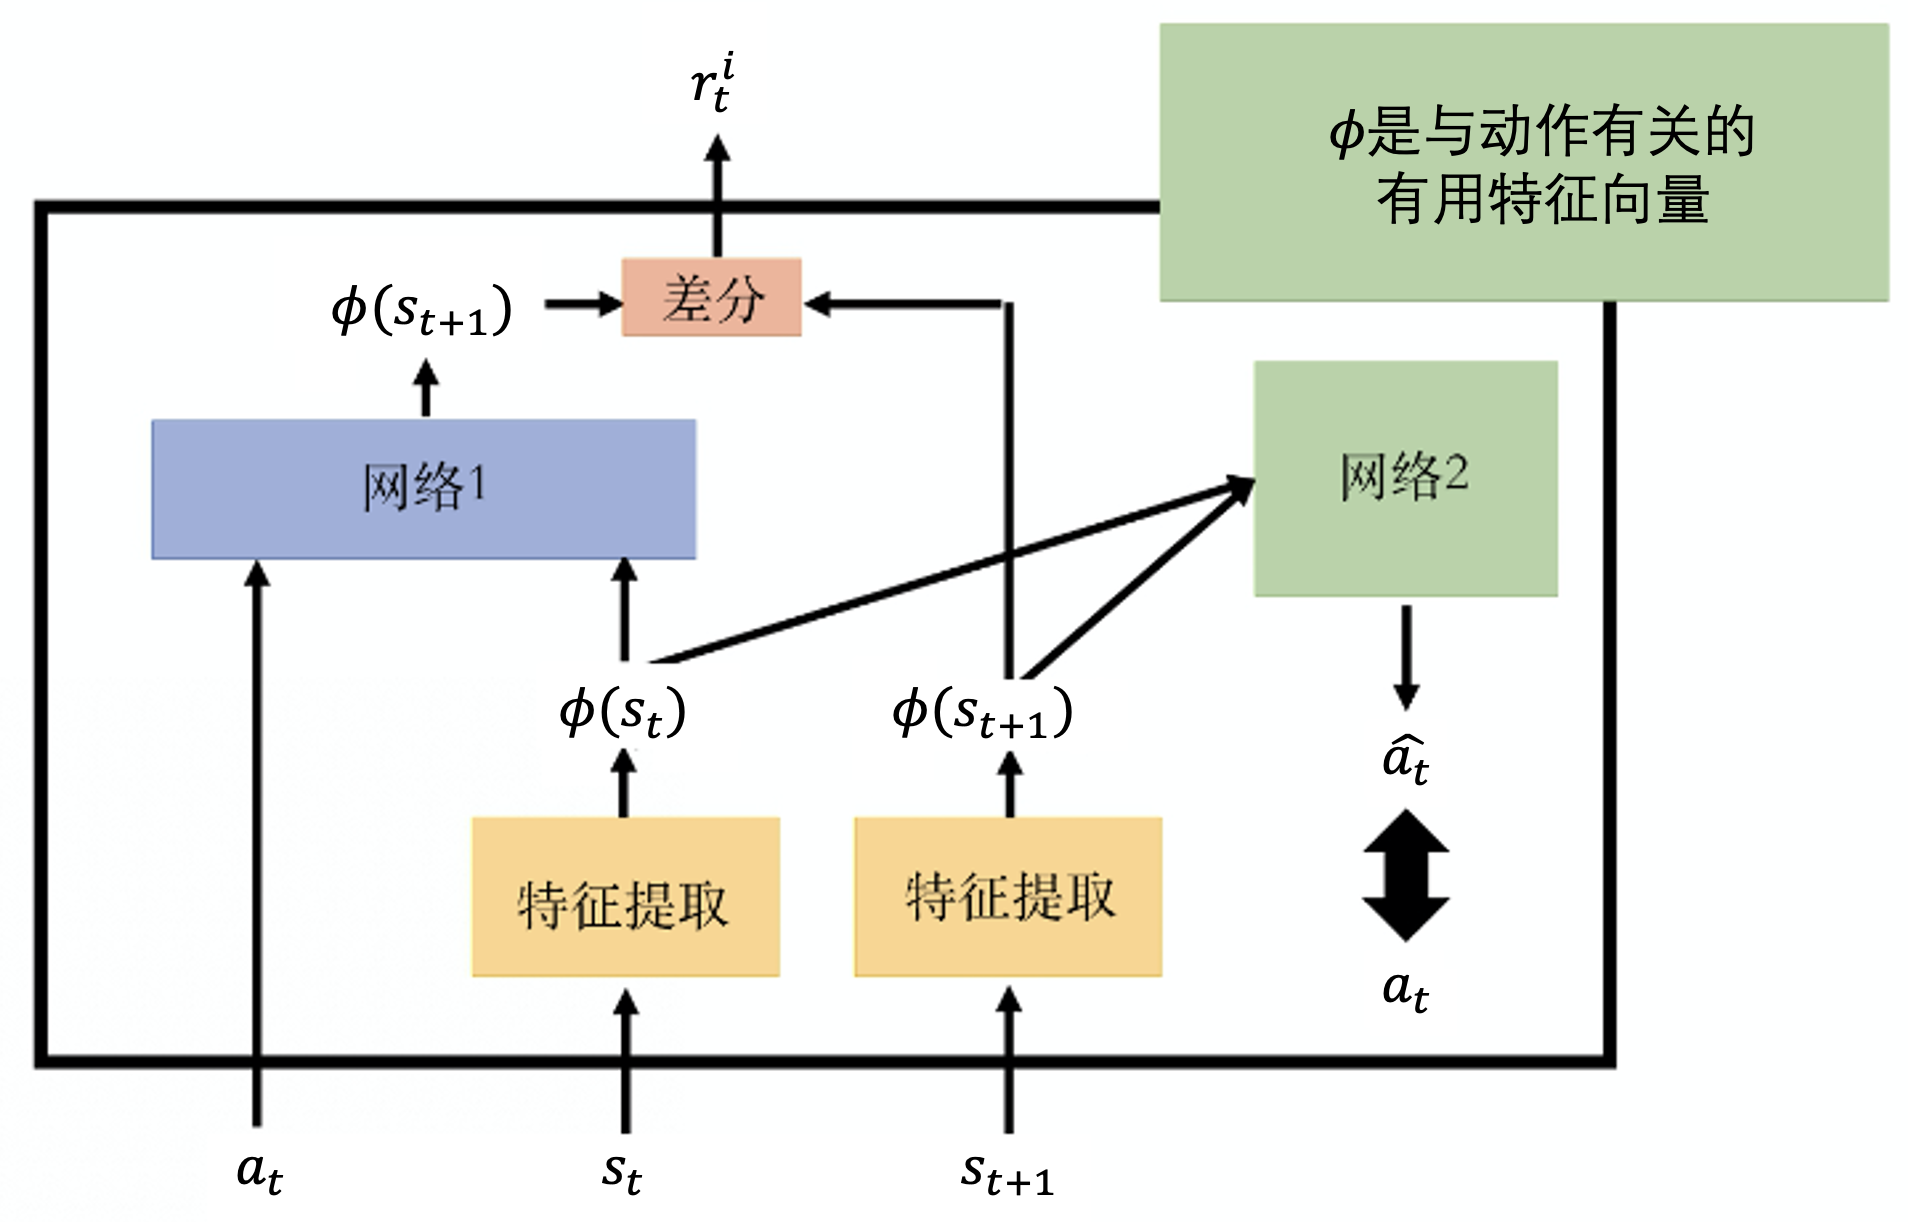 $r_t^i$
$\phi$是与动作有关的
有用特征向量
$\phi(s_{t+1})$
差分
网络1
网络2
$\phi(s_t)$
$\phi(s_{t+1})$
$\hat{a_t}$
特征提取
特征提取
$a_t$
$a_t$
$s_t$
$s_{t+1}$